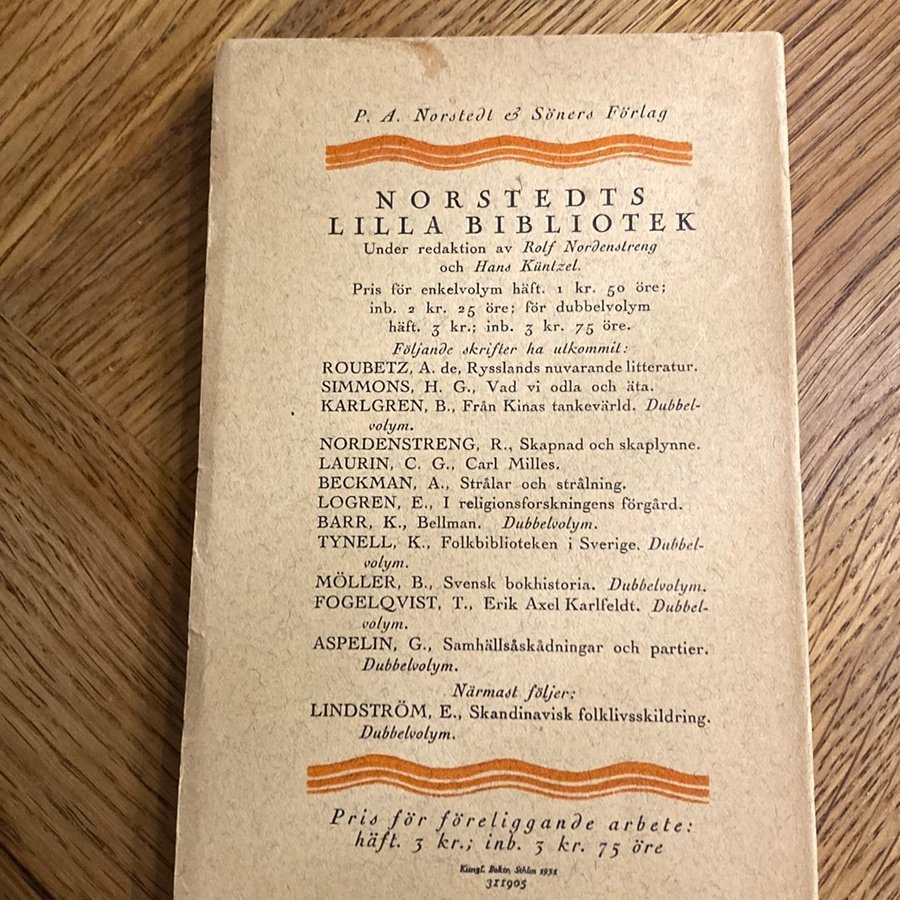 P. A. Norstedt & Söners Förlag
NORSTEDTS
LILLA BIBLIOTEK
Under redaktion av Rolf Nordenstreng
och Hans Küntzel.
Pris för enkelvolym häft. 1 kr. 50 öre;
inb. 2 kr. 25 öre; för dubbelvolym
häft. 3 kr.; inb. 3 kr. 75 öre.
Följande skrifter ha utkommit:
ROUBETZ, A. de, Rysslands nuvarande litteratur.
SIMMONS, H. G., Vad vi odla och äta.
KARLGREN, B., Från Kinas tankevärld. Dubbel-
volym.
NORDENSTRENG, R., Skapnad och skaplynne.
LAURIN, C. G., Carl Milles.
BECKMAN, A., Strålar och strålning.
LOGREN, E., I religionsforskningens förgård.
BARR, K., Bellman. Dubbelvolym.
TYNELL, K., Folkbiblioteken i Sverige. Dubbel-
volym.
MÖLLER, B., Svensk bokhistoria. Dubbelvolym.
FOGELQVIST, T., Erik Axel Karlfeldt. Dubbel-
volym.
ASPELIN, G., Samhällsåskådningar och partier.
Dubbelvolym.
Närmast följer:
LINDSTRÖM, E., Skandinavisk folklivsskildring.
Dubbelvolym.
Pris för föreliggande arbete:
häft. 3 kr.; inb. 3 kr. 75 öre
Kungl. Boktr. Sthlm 1931
311905